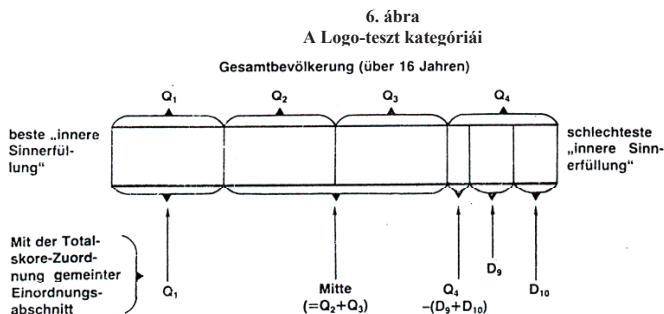 6. ábra
A Logo-teszt kategóriái
Gesamtbevölkerung (über 16 Jahren)
Q₁ Q₂ Q₃ Q₄
beste „innere
Sinnerfül-
lung“
schlechteste
„innere Sinn-
erfüllung“
Mit der Total-
skore-Zuord-
nung gemeinter
Einordnungs-
abschnitt
Q₁
Mitte
(=Q₂+Q₃)
Q₄
–(D₉+D₁₀)
D₉
D₁₀